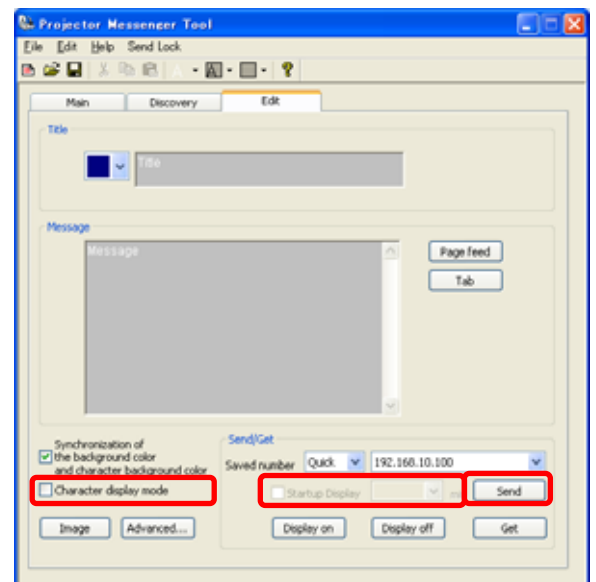 Projector Messenger Tool
File Edit Help Send Lock
A A ?
Main Discovery Edit
Title
Title
Message
Message
Page feed
Tab
Synchronization of
the background color
and character background color
Character display mode
Send/Get
Saved number Quick 192.168.10.100
Startup Display Send
Image Advanced... Display on Display off Get